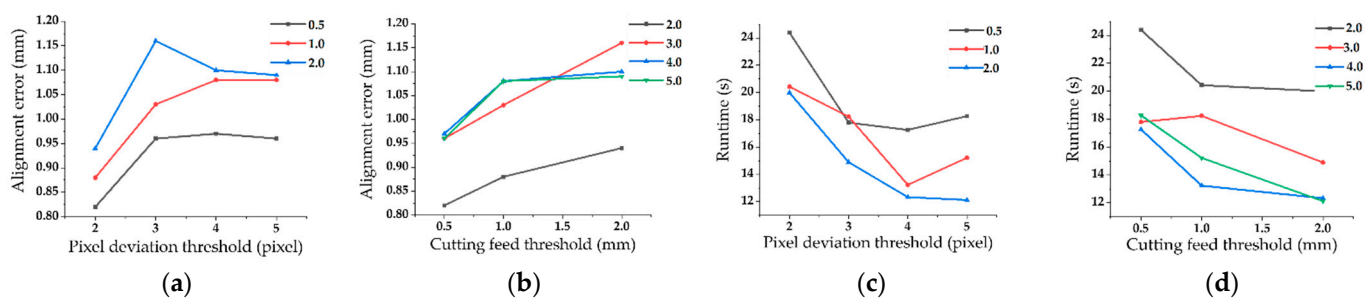 1.20
1.15
1.10
1.05
1.00
0.95
0.90
0.85
0.80
Alignment error (mm)
0.5
1.0
2.0
2 3 4 5
Pixel deviation threshold (pixel)
(a)
1.20
1.15
1.10
1.05
1.00
0.95
0.90
0.85
0.80
Alignment error (mm)
2.0
3.0
4.0
5.0
0.5 1.0 1.5 2.0
Cutting feed threshold (mm)
(b)
24
22
20
18
16
14
12
Runtime (s)
0.5
1.0
2.0
2 3 4 5
Pixel deviation threshold (pixel)
(c)
24
22
20
18
16
14
12
Runtime (s)
2.0
3.0
4.0
5.0
0.5 1.0 1.5 2.0
Cutting feed threshold (mm)
(d)